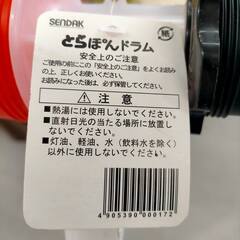 SENDAK
紙
とらぽんドラム
安全上のご注意
ご使用の前にこの「安全上のご注意」をよくお読みの
上、正しくお使いください。
お読みになった後は、必ず保管してください。
⚠注意
■熱湯には使用しないでください。
■直射日光の当たる場所に放置し
ないでください。
■灯油、軽油、水(飲料水を除く)
以外に使用しないでください。
4905390000172